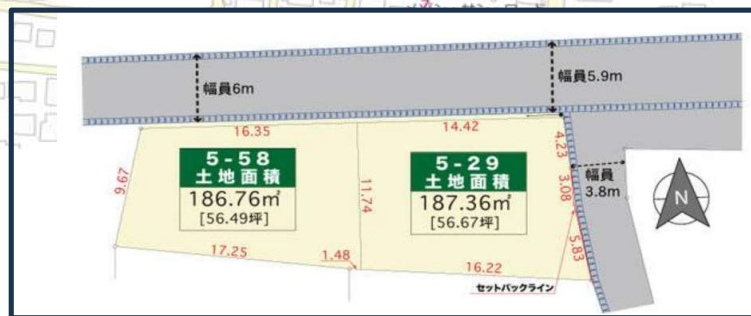 幅員6m
幅員5.9m
16.35
14.42
9.67
5-58
土地面積
186.76㎡
[56.49坪]
11.74
5-29
土地面積
187.36㎡
[56.67坪]
4.23
3.08
5.83
幅員
3.8m
N
17.25
1.48
16.22
セットバックライン